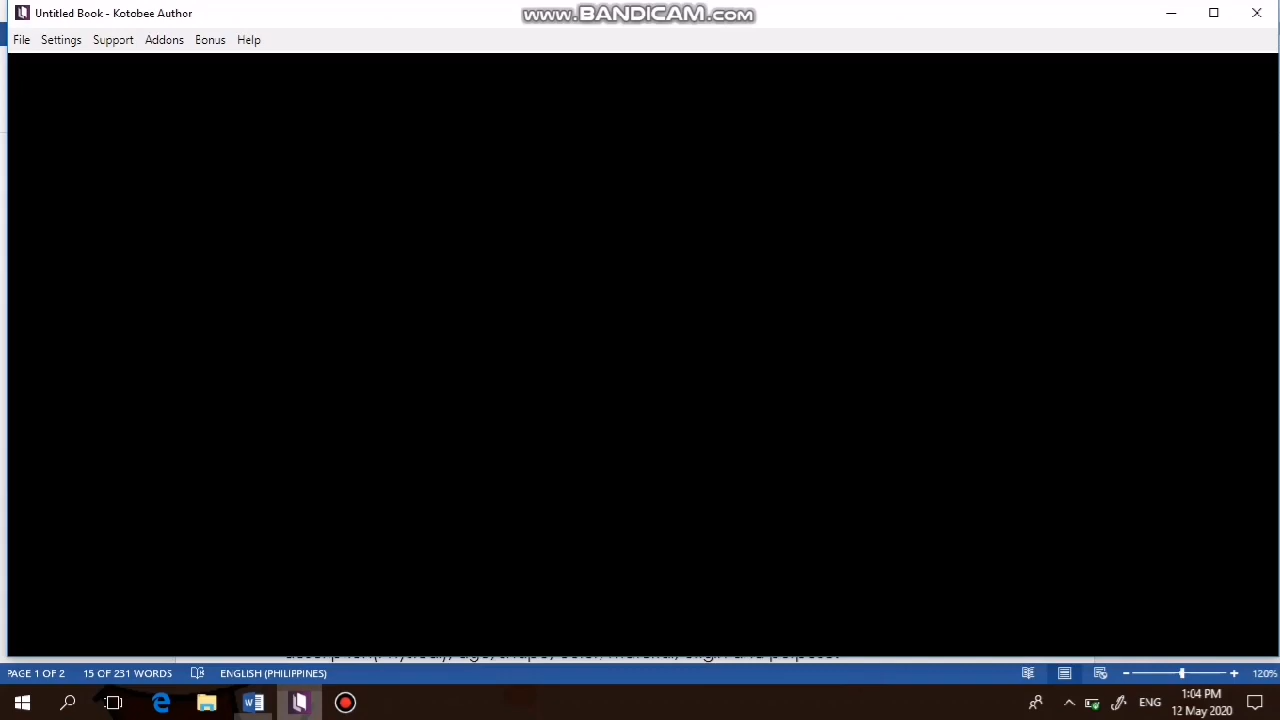 Untitled Book - Kotobee Author
www.BANDICAM.com
File Settings Support Addons Bonus Help
PAGE 1 OF 2 15 OF 231 WORDS ENGLISH (PHILIPPINES) 120%
ENG 1:04 PM
12 May 2020